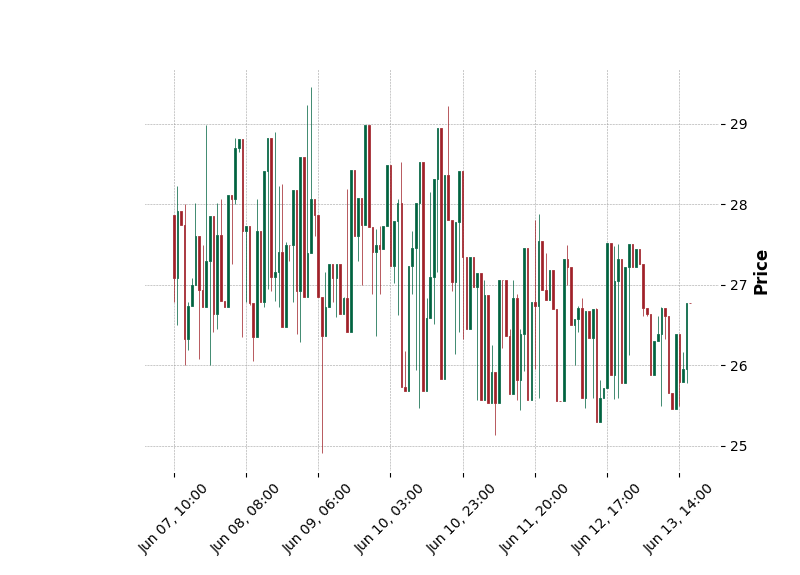 29
28
27
26
25
Price
Jun 07, 10:00
Jun 08, 08:00
Jun 09, 06:00
Jun 10, 03:00
Jun 10, 23:00
Jun 11, 20:00
Jun 12, 17:00
Jun 13, 14:00